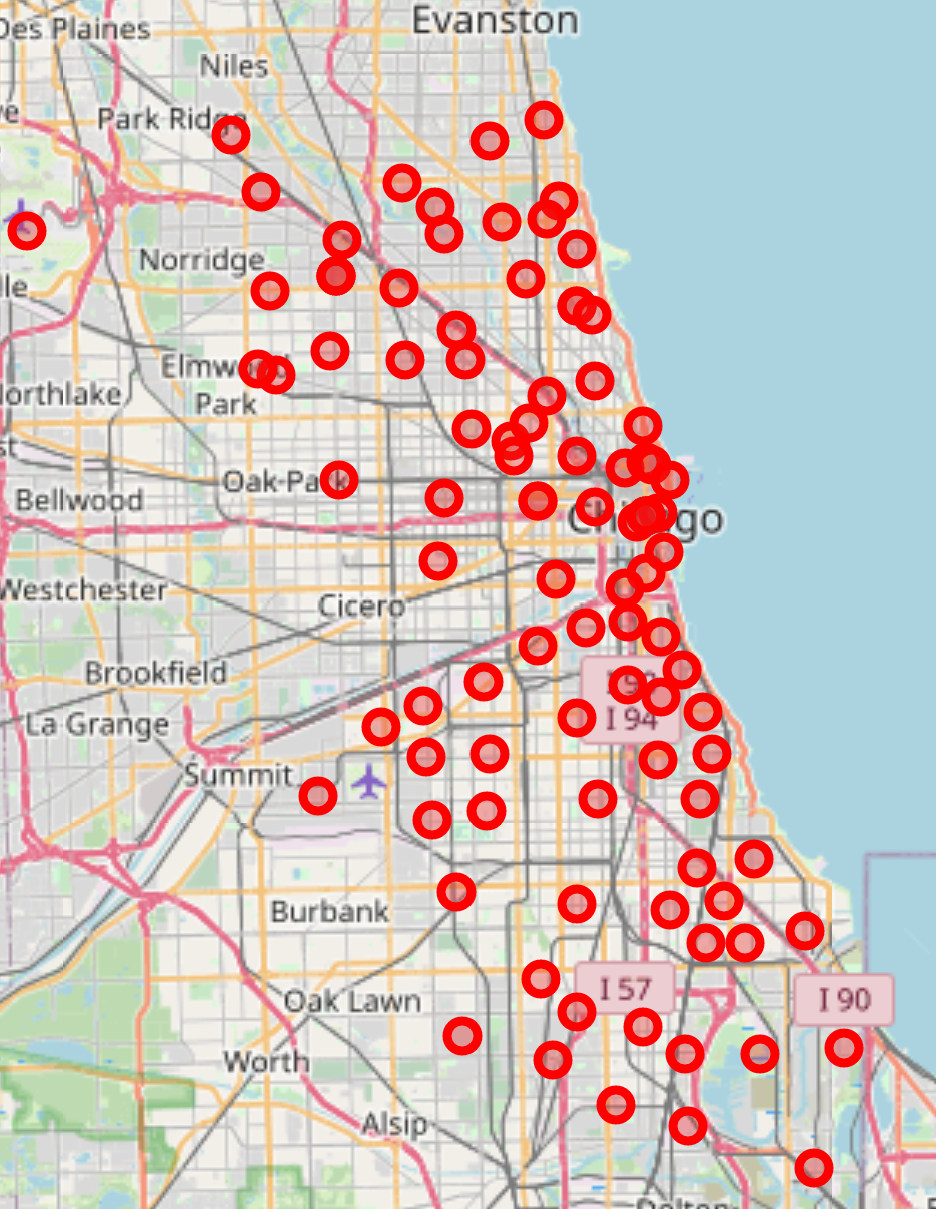 Evanston
Des Plaines
Niles
Park Ridge
Norridge
Elmwood
Park
Northlake
Oak Park
Bellwood
Chicago
Westchester
Cicero
Brookfield
I 94
La Grange
Summit
Burbank
I 57
I 90
Oak Lawn
Worth
Alsip
Dolton